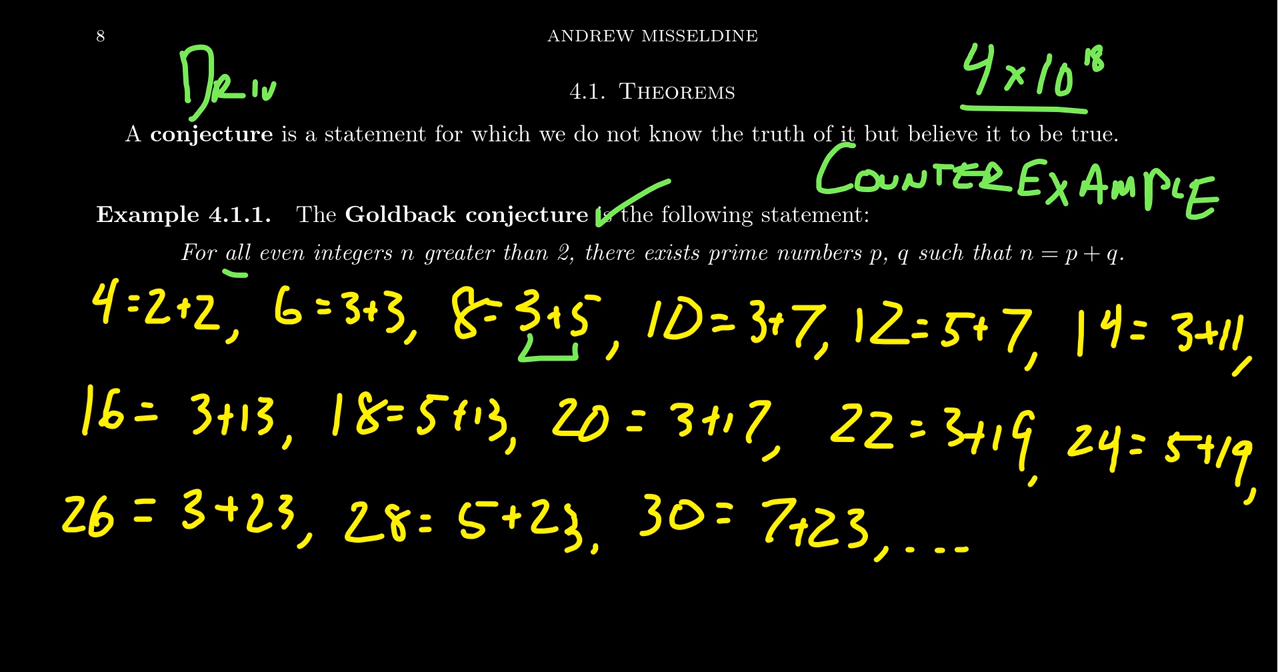 8 ANDREW MISSELDINE
DRIV 4×10^18
4.1. THEOREMS
A conjecture is a statement for which we do not know the truth of it but believe it to be true.
COUNTEREXAMPLE
Example 4.1.1. The Goldback conjecture is the following statement:
For all even integers n greater than 2, there exists prime numbers p, q such that n = p + q.
4=2+2, 6=3+3, 8=3+5, 10=3+7, 12=5+7, 14=3+11,
16=3+13, 18=5+13, 20=3+17, 22=3+19, 24=5+19,
26=3+23, 28=5+23, 30=7+23, ...